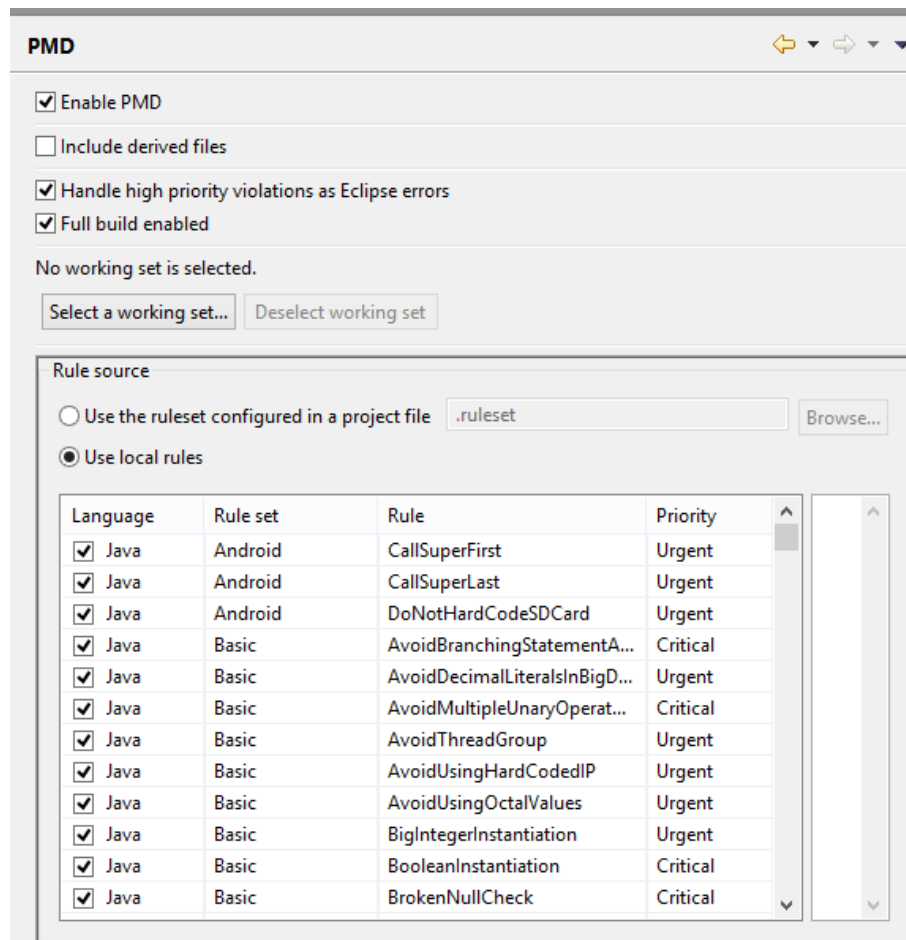 PMD
Enable PMD
Include derived files
Handle high priority violations as Eclipse errors
Full build enabled
No working set is selected.
Select a working set... Deselect working set
Rule source
Use the ruleset configured in a project file .ruleset Browse...
Use local rules
Language Rule set Rule Priority
Java Android CallSuperFirst Urgent
Java Android CallSuperLast Urgent
Java Android DoNotHardCodeSDCard Urgent
Java Basic AvoidBranchingStatementA... Critical
Java Basic AvoidDecimalLiteralsInBigD... Urgent
Java Basic AvoidMultipleUnaryOperat... Critical
Java Basic AvoidThreadGroup Urgent
Java Basic AvoidUsingHardCodedIP Urgent
Java Basic AvoidUsingOctalValues Urgent
Java Basic BigIntegerInstantiation Urgent
Java Basic BooleanInstantiation Critical
Java Basic BrokenNullCheck Critical